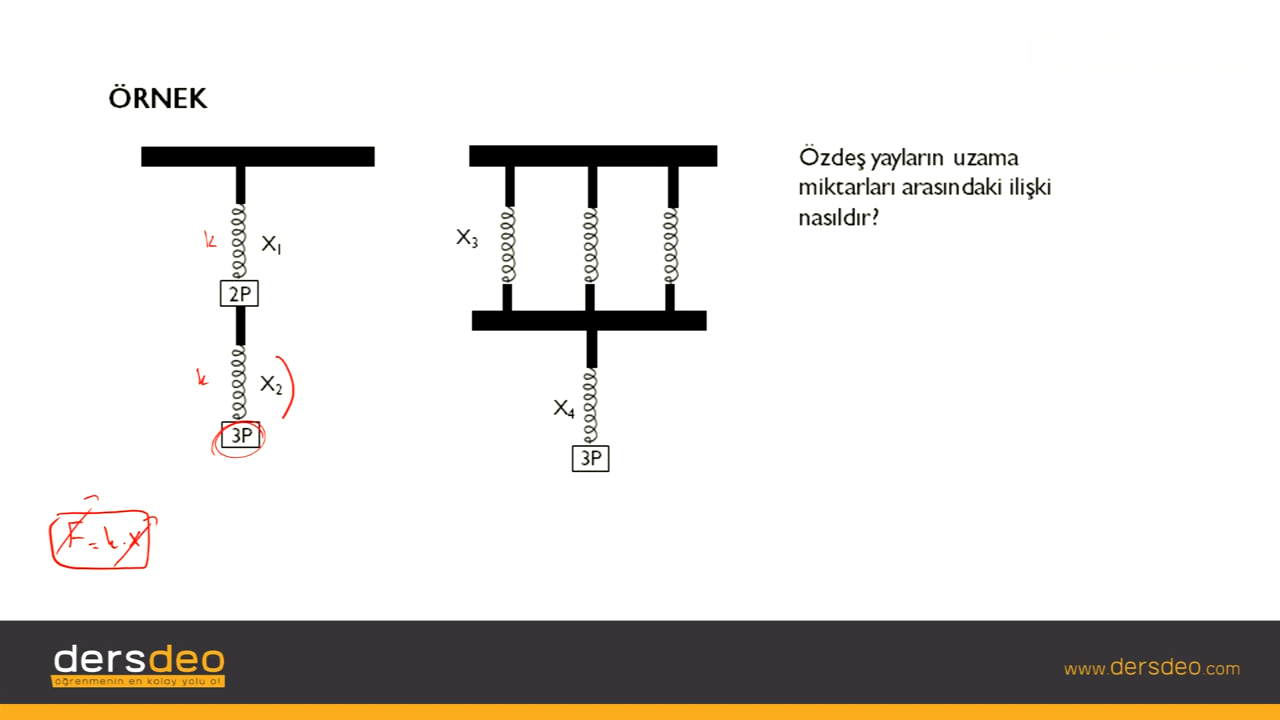 ÖRNEK
Özdeş yayların uzama
miktarları arasındaki ilişki
nasıldır?
k
X1
2P
k
X2
3P
X3
X4
3P
F = k.x
dersdeo
öğrenmenin en kolay yolu o!
www.dersdeo.com